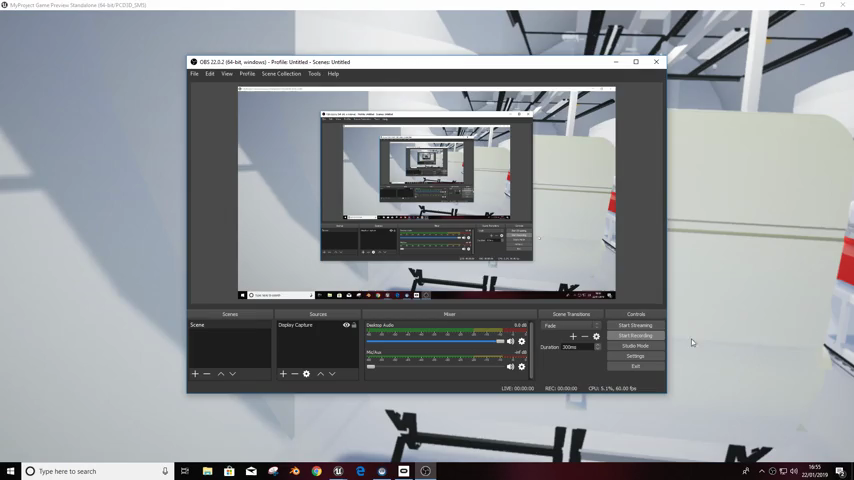 MyProject Game Preview Standalone (64-bit/PCD3D_SM5)
OBS 22.0.2 (64-bit, windows) - Profile: Untitled - Scenes: Untitled
File Edit View Profile Scene Collection Tools Help
Scenes Sources Mixer Scene Transitions Controls
Scene Display Capture Desktop Audio 0.0 dB Fade Start Streaming
Start Recording
Duration 300ms Studio Mode
Mic/Aux -inf dB Settings
Exit
LIVE: 00:00:00 REC: 00:00:00 CPU: 5.1%, 60.00 fps
Type here to search
16:55
22/01/2019